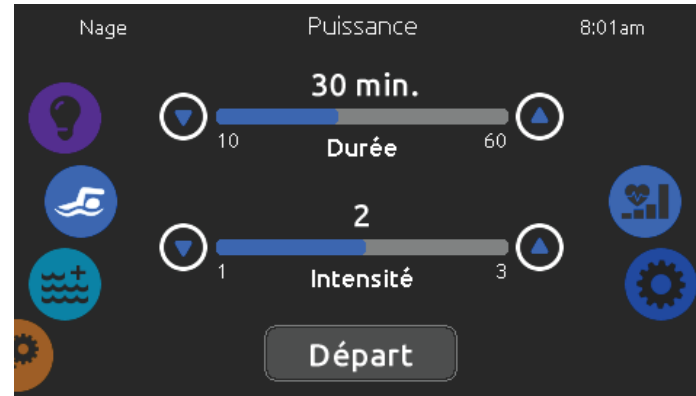 Nage Puissance 8:01am
30 min.
10 Durée 60
2
1 Intensité 3
Départ